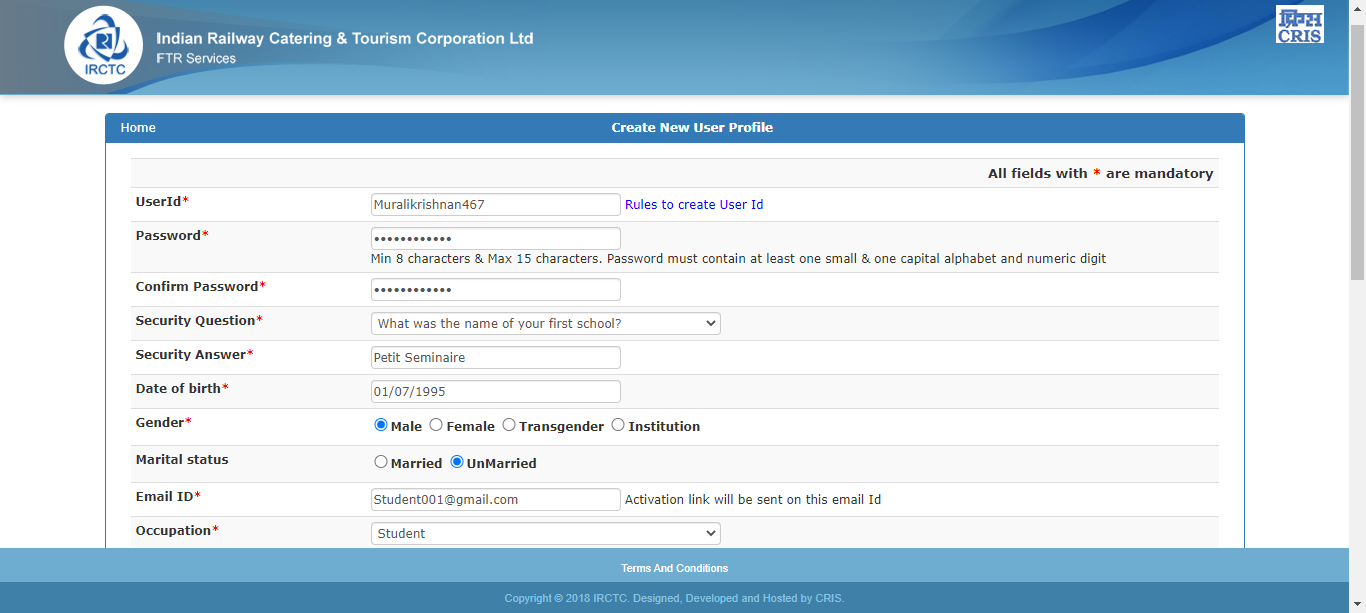 Indian Railway Catering & Tourism Corporation Ltd
FTR Services
IRCTC
CRIS
Home
Create New User Profile
All fields with * are mandatory
UserId* Muralikrishnan467 Rules to create User Id
Password* ••••••••••••
Min 8 characters & Max 15 characters. Password must contain at least one small & one capital alphabet and numeric digit
Confirm Password* ••••••••••••
Security Question* What was the name of your first school?
Security Answer* Petit Seminaire
Date of birth* 01/07/1995
Gender* Male Female Transgender Institution
Marital status Married UnMarried
Email ID* Student001@gmail.com Activation link will be sent on this email Id
Occupation* Student
Terms And Conditions
Copyright © 2018 IRCTC. Designed, Developed and Hosted by CRIS.